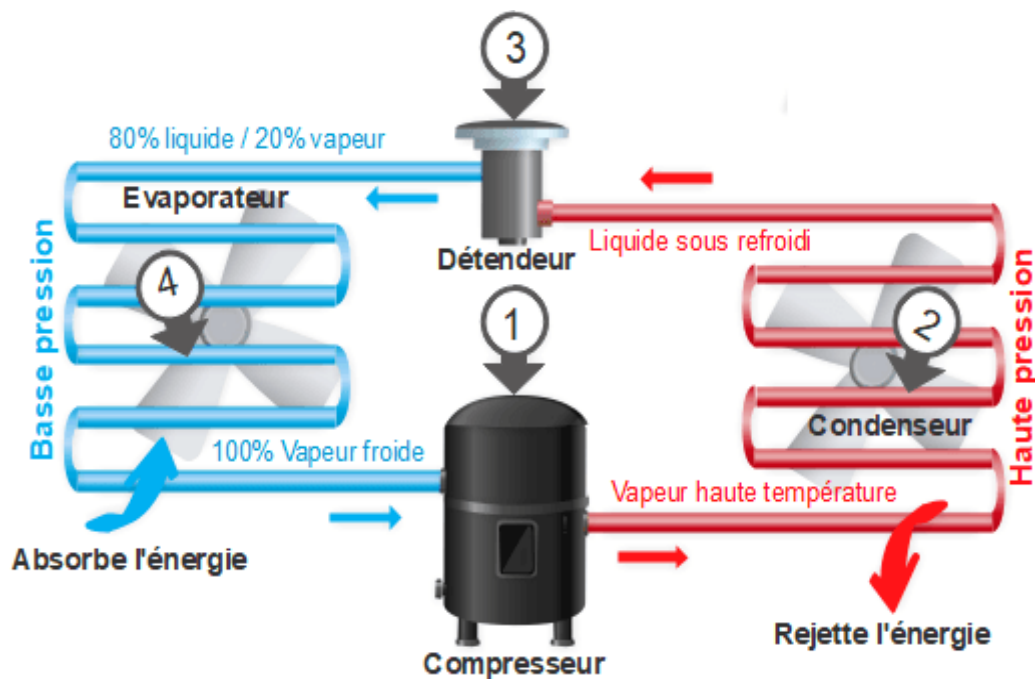 3
80% liquide / 20% vapeur
Evaporateur
Liquide sous refroidi
Détendeur
Basse pression
4
1
2
Haute pression
Condenseur
100% Vapeur froide
Vapeur haute température
Absorbe l'énergie
Rejette l'énergie
Compresseur